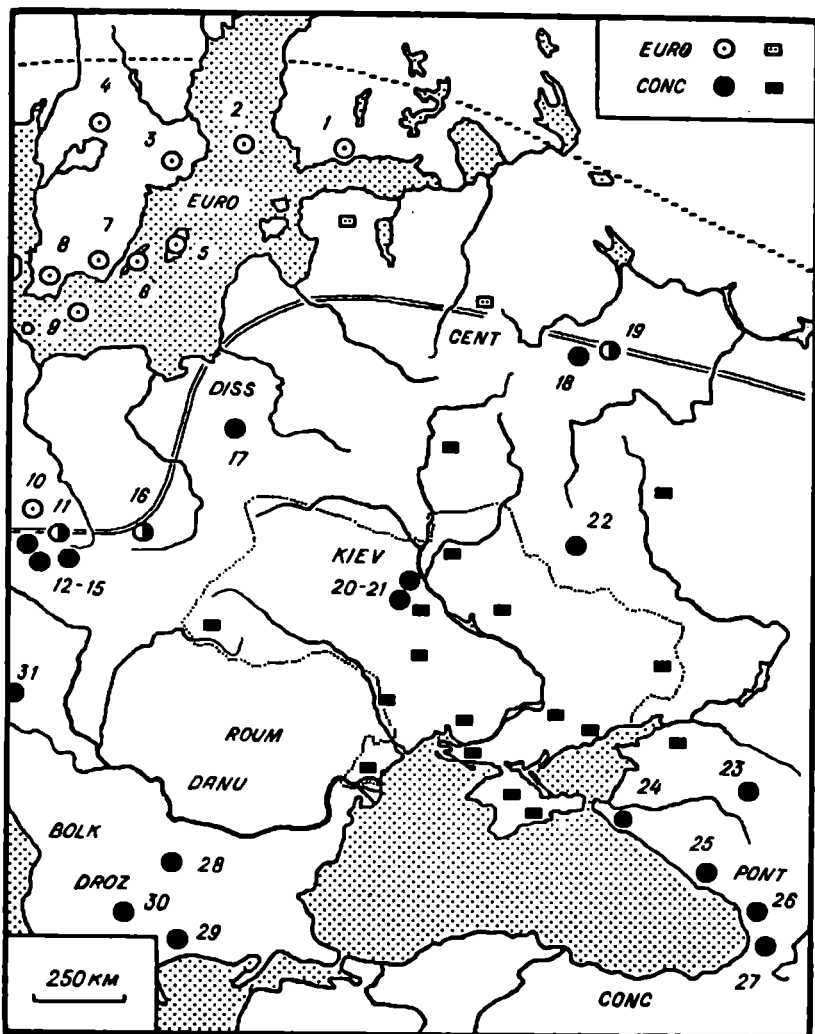 EURO
CONC
4
3
2
1
EURO
7
8
6
5
9
CENT
19
18
DISS
17
10
11
16
22
KIEV
20-21
12-15
31
ROUM
DANU
23
24
BOLK
28
25
PONT
DROZ
30
26
29
27
250 KM
CONC